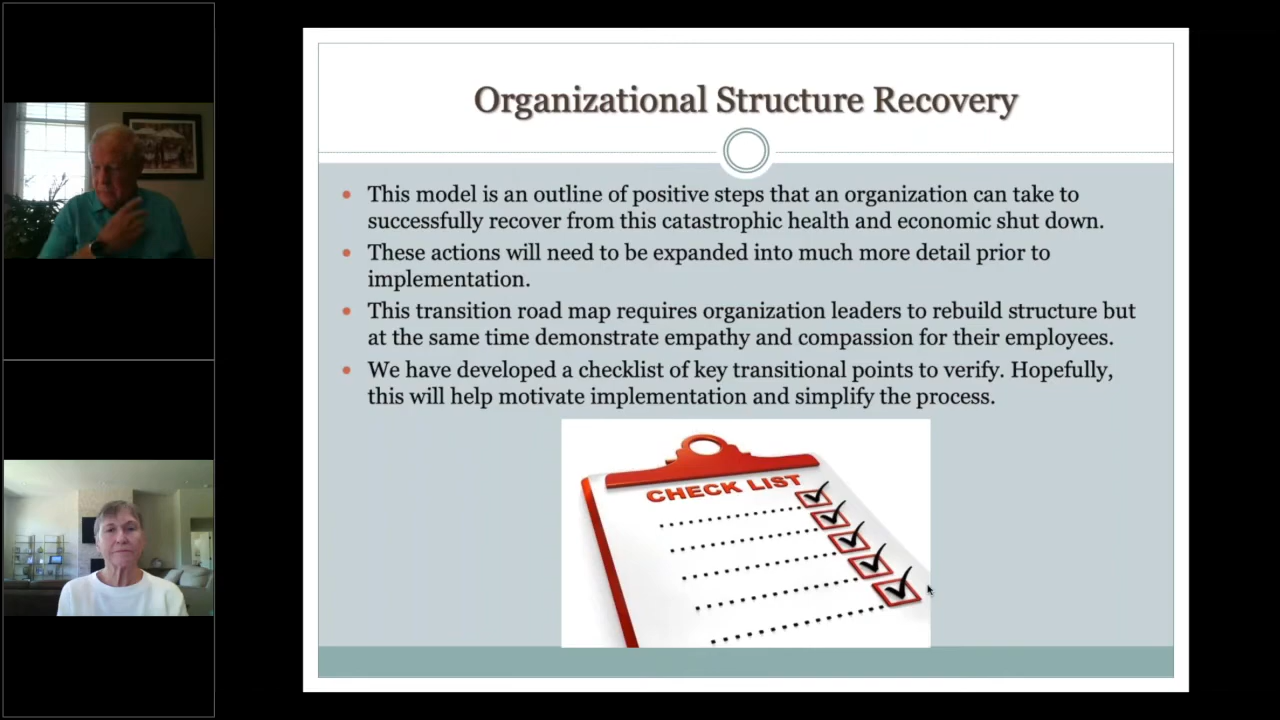 Organizational Structure Recovery
This model is an outline of positive steps that an organization can take to
successfully recover from this catastrophic health and economic shut down.
These actions will need to be expanded into much more detail prior to
implementation.
This transition road map requires organization leaders to rebuild structure but
at the same time demonstrate empathy and compassion for their employees.
We have developed a checklist of key transitional points to verify. Hopefully,
this will help motivate implementation and simplify the process.
CHECK LIST